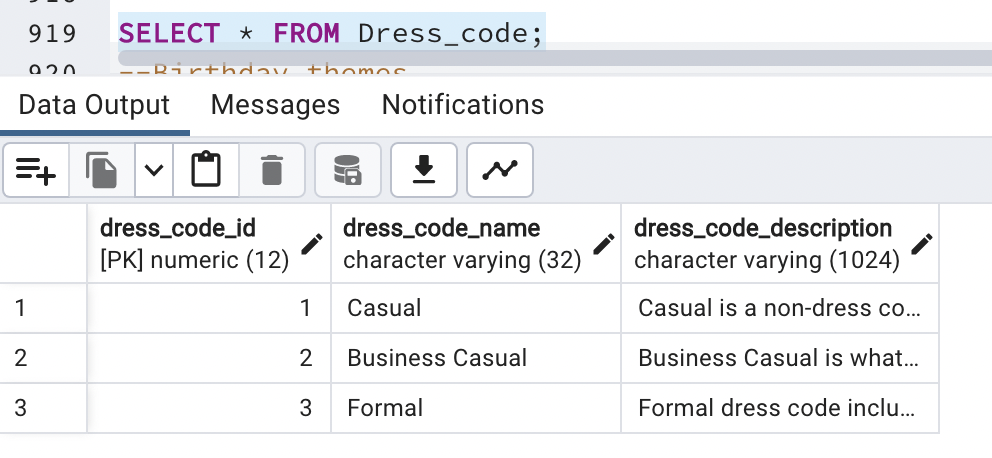 919 SELECT * FROM Dress_code;
920 --Birthday themes
Data Output Messages Notifications
dress_code_id dress_code_name dress_code_description
[PK] numeric (12) character varying (32) character varying (1024)
1 1 Casual Casual is a non-dress co...
2 2 Business Casual Business Casual is what...
3 3 Formal Formal dress code inclu...